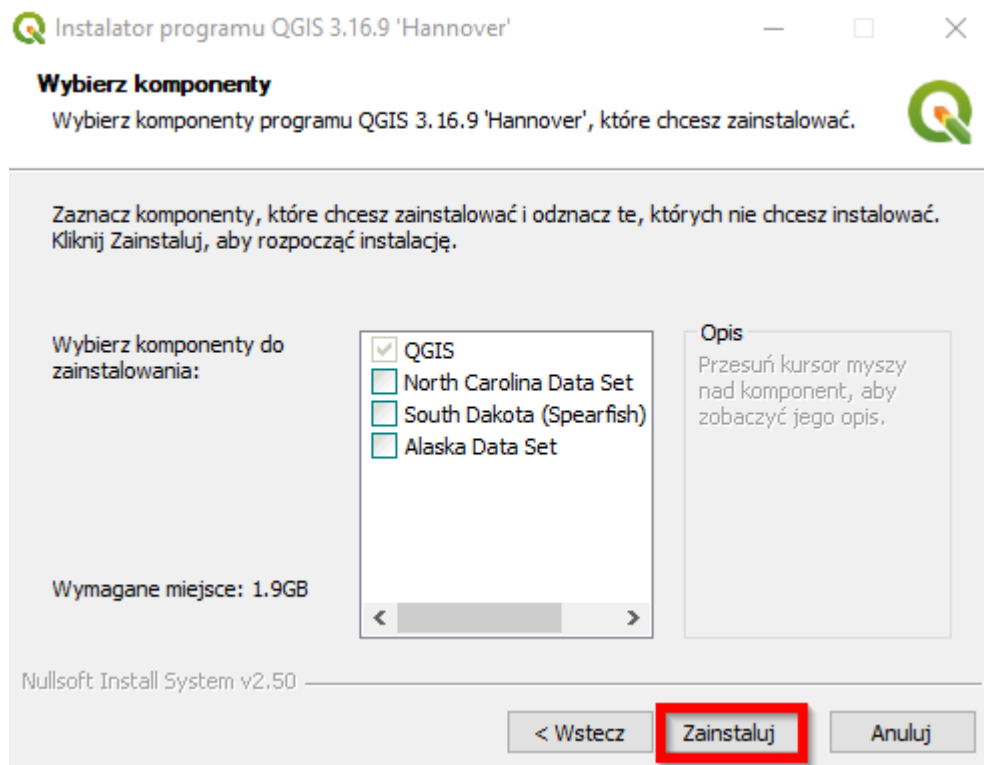 Instalator programu QGIS 3.16.9 'Hannover'
Wybierz komponenty
Wybierz komponenty programu QGIS 3.16.9 'Hannover', które chcesz zainstalować.
Zaznacz komponenty, które chcesz zainstalować i odznacz te, których nie chcesz instalować.
Kliknij Zainstaluj, aby rozpocząć instalację.
Wybierz komponenty do
zainstalowania:
QGIS
North Carolina Data Set
South Dakota (Spearfish)
Alaska Data Set
Opis
Przesuń kursor myszy
nad komponent, aby
zobaczyć jego opis.
Wymagane miejsce: 1.9GB
Nullsoft Install System v2.50
< Wstecz
Zainstaluj
Anuluj